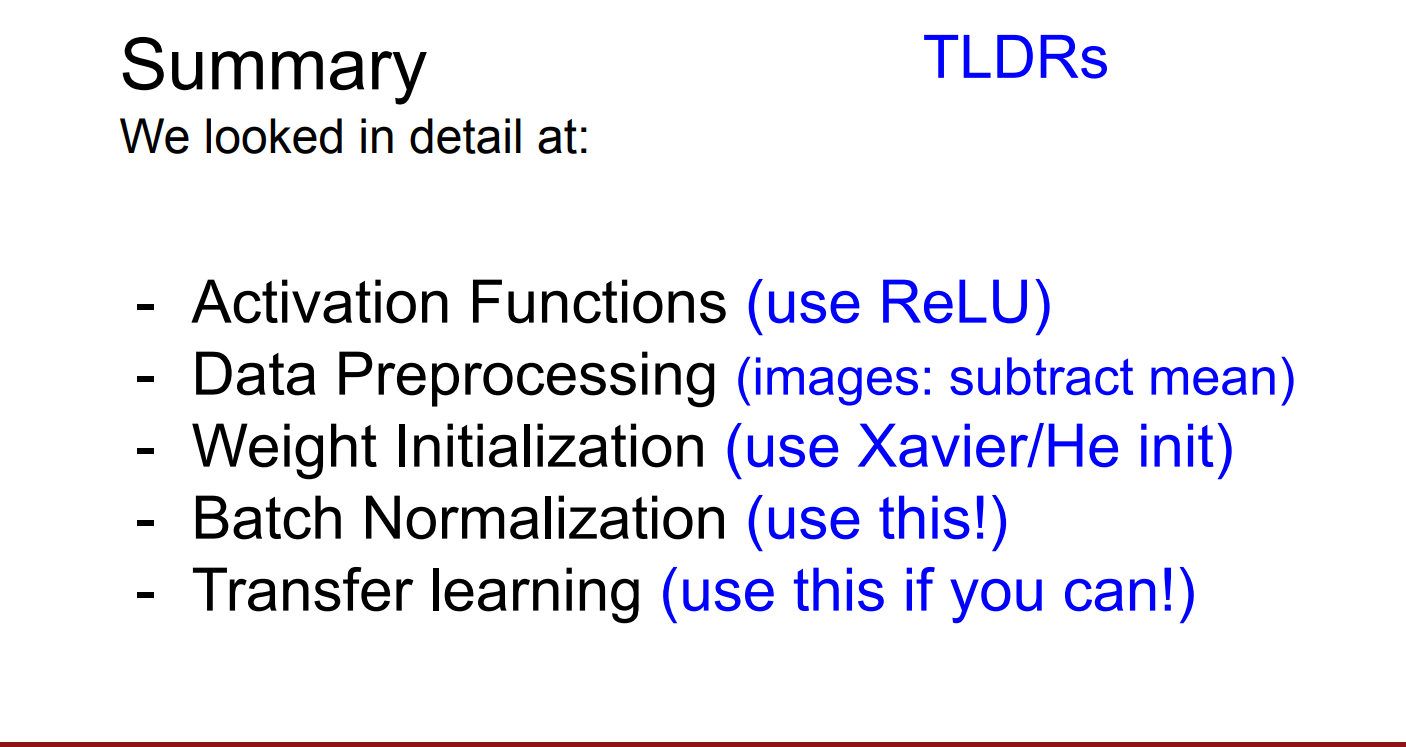 Summary
TLDRs
We looked in detail at:
- Activation Functions (use ReLU)
- Data Preprocessing (images: subtract mean)
- Weight Initialization (use Xavier/He init)
- Batch Normalization (use this!)
- Transfer learning (use this if you can!)